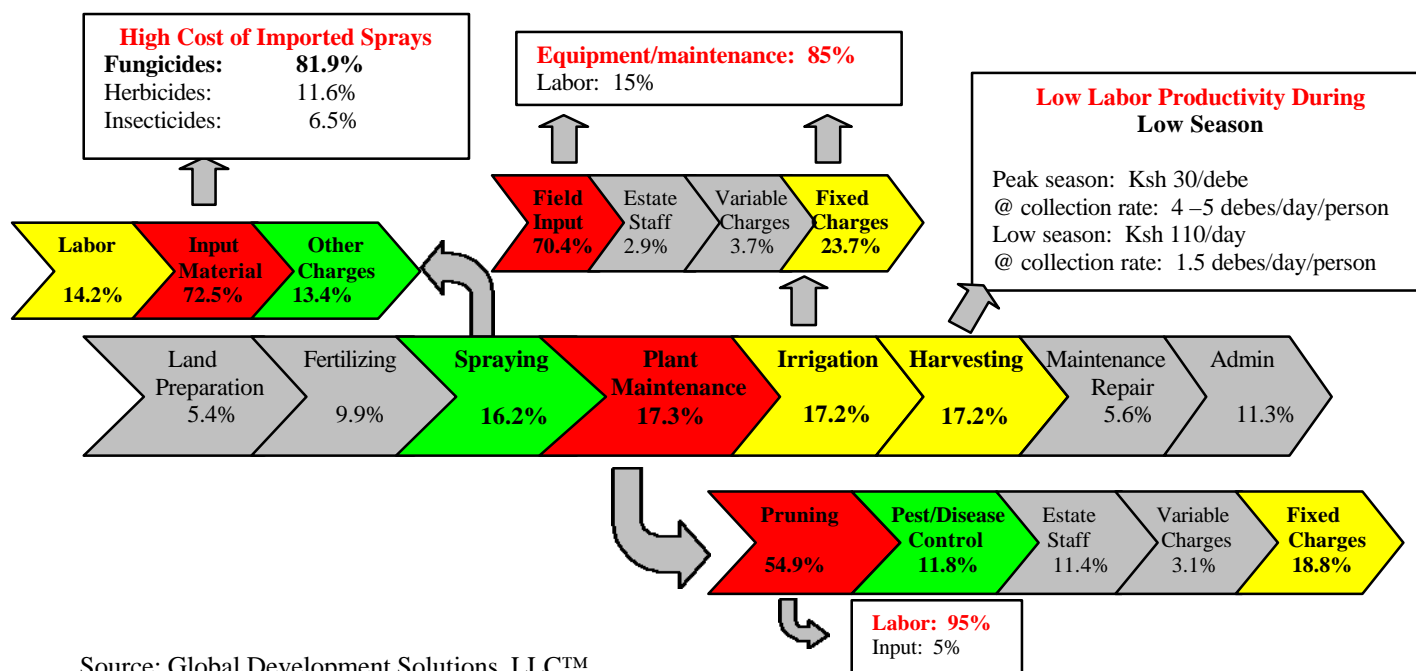 High Cost of Imported Sprays
Fungicides: 81.9%
Herbicides: 11.6%
Insecticides: 6.5%
Equipment/maintenance: 85%
Labor: 15%
Low Labor Productivity During
Low Season
Peak season: Ksh 30/debe
@ collection rate: 4 –5 debes/day/person
Low season: Ksh 110/day
@ collection rate: 1.5 debes/day/person
Field
Input
70.4%
Estate
Staff
2.9%
Variable
Charges
3.7%
Fixed
Charges
23.7%
Labor
14.2%
Input
Material
72.5%
Other
Charges
13.4%
Land
Preparation
5.4%
Fertilizing
9.9%
Spraying
16.2%
Plant
Maintenance
17.3%
Irrigation
17.2%
Harvesting
17.2%
Maintenance
Repair
5.6%
Admin
11.3%
Pruning
54.9%
Pest/Disease
Control
11.8%
Estate
Staff
11.4%
Variable
Charges
3.1%
Fixed
Charges
18.8%
Labor: 95%
Input: 5%
Source: Global Development Solutions, LLC™